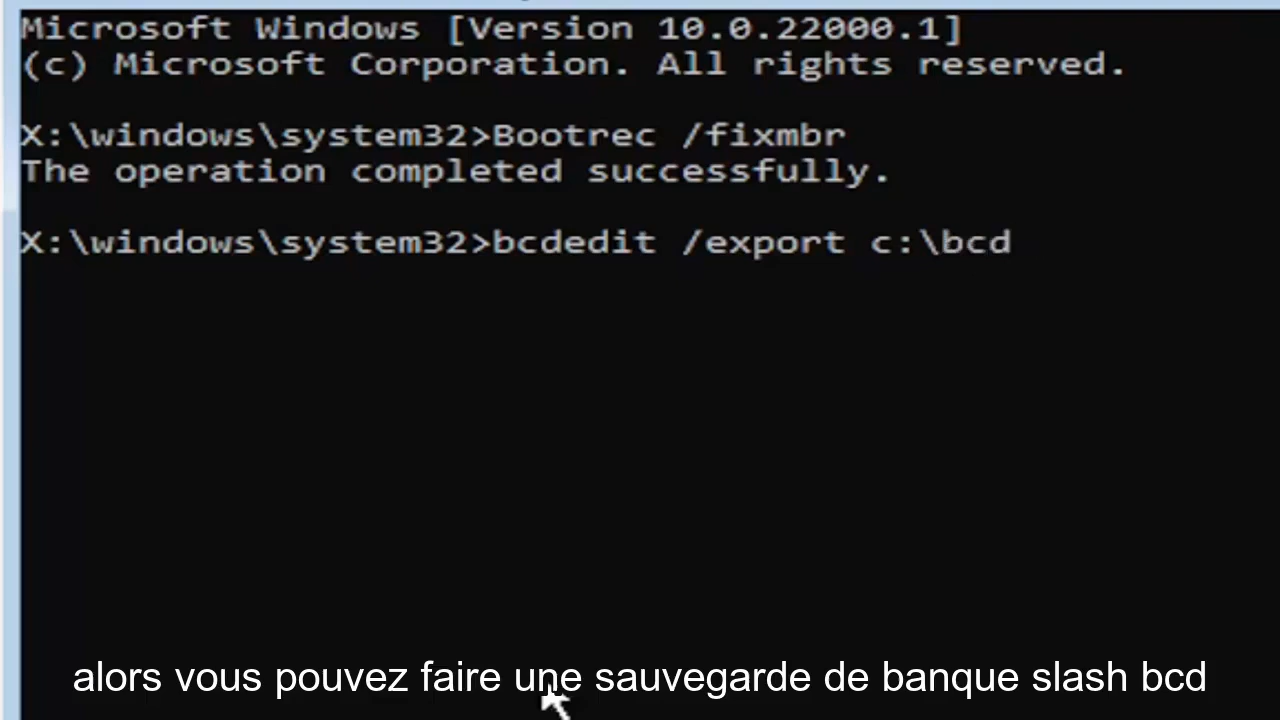 Microsoft Windows [Version 10.0.22000.1]
(c) Microsoft Corporation. All rights reserved.
X:\windows\system32>Bootrec /fixmbr
The operation completed successfully.
X:\windows\system32>bcdedit /export c:\bcd
alors vous pouvez faire une sauvegarde de banque slash bcd